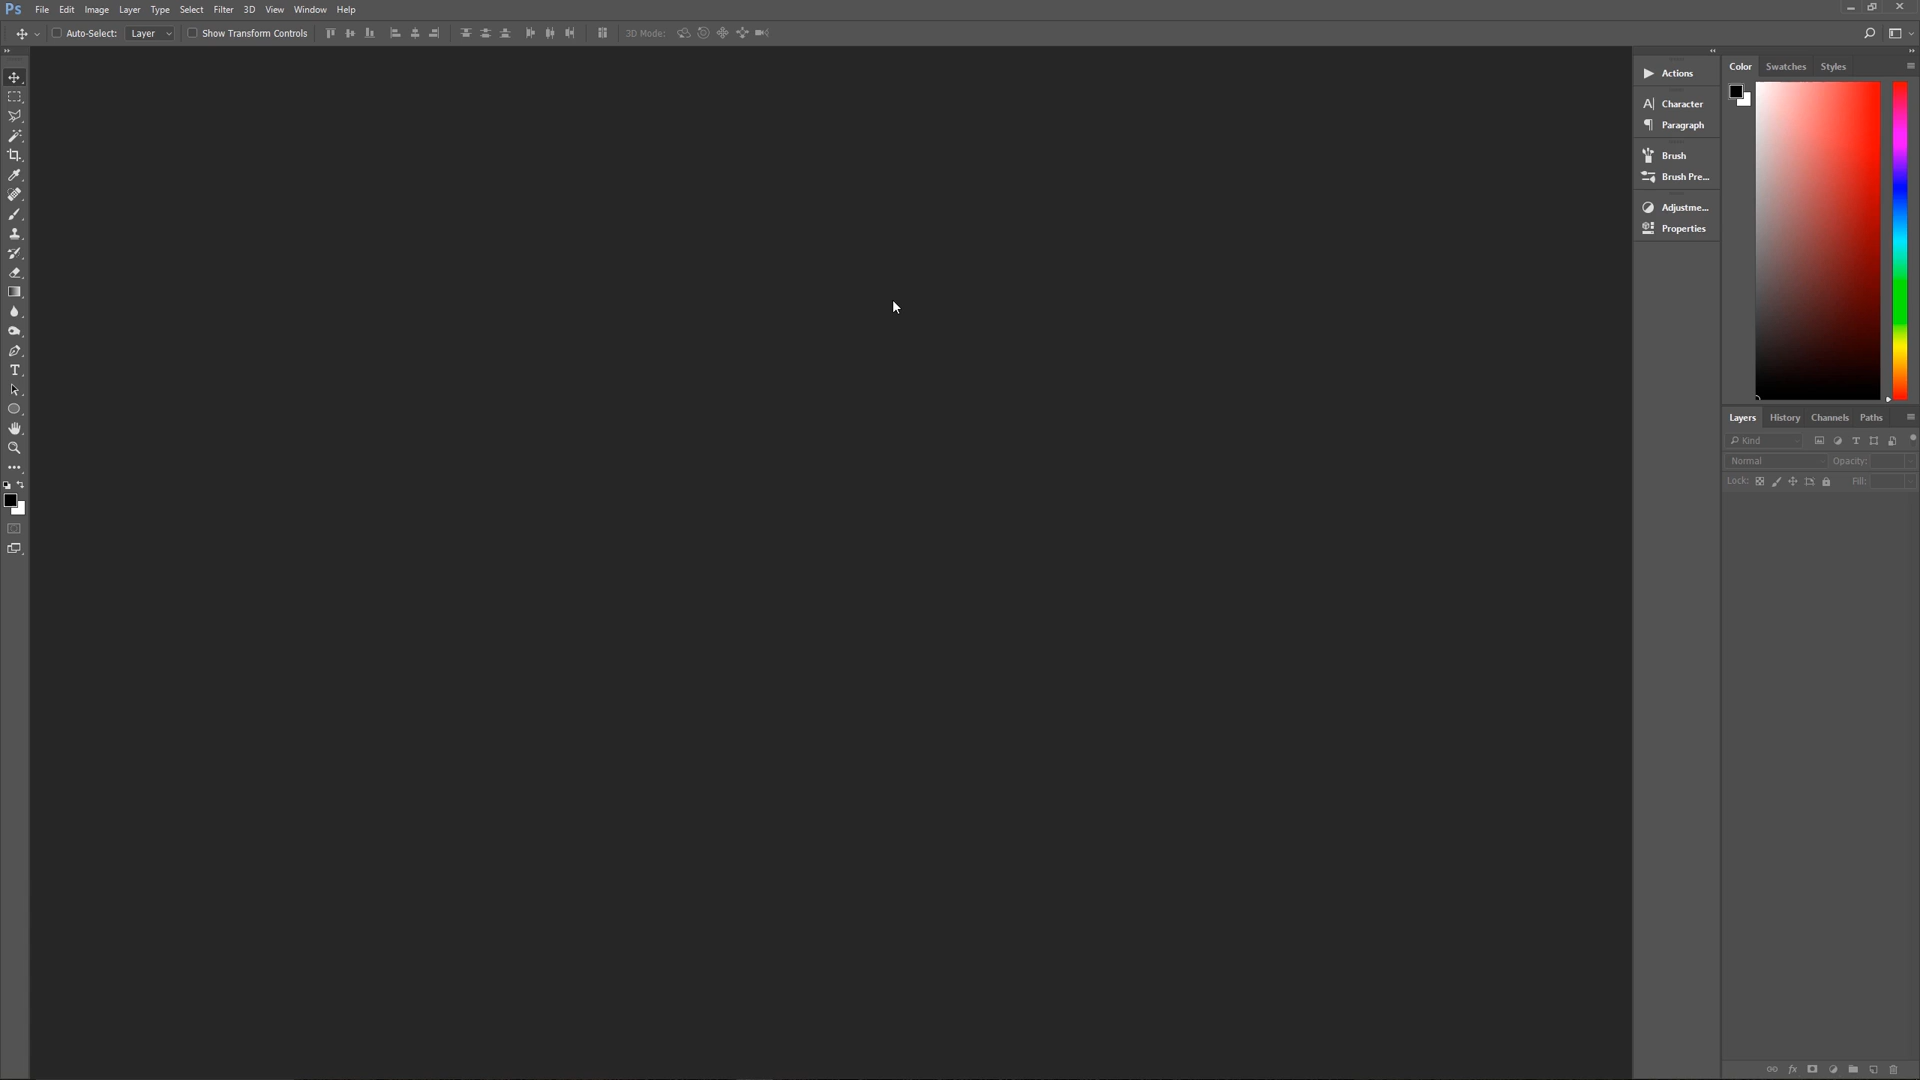 Ps File Edit Image Layer Type Select Filter 3D View Window Help
Auto-Select: Layer Show Transform Controls 3D Mode:
Actions
Character
Paragraph
Brush
Brush Pre...
Adjustme...
Properties
Color Swatches Styles
Layers History Channels Paths
Kind
Normal Opacity:
Lock: Fill:
fx